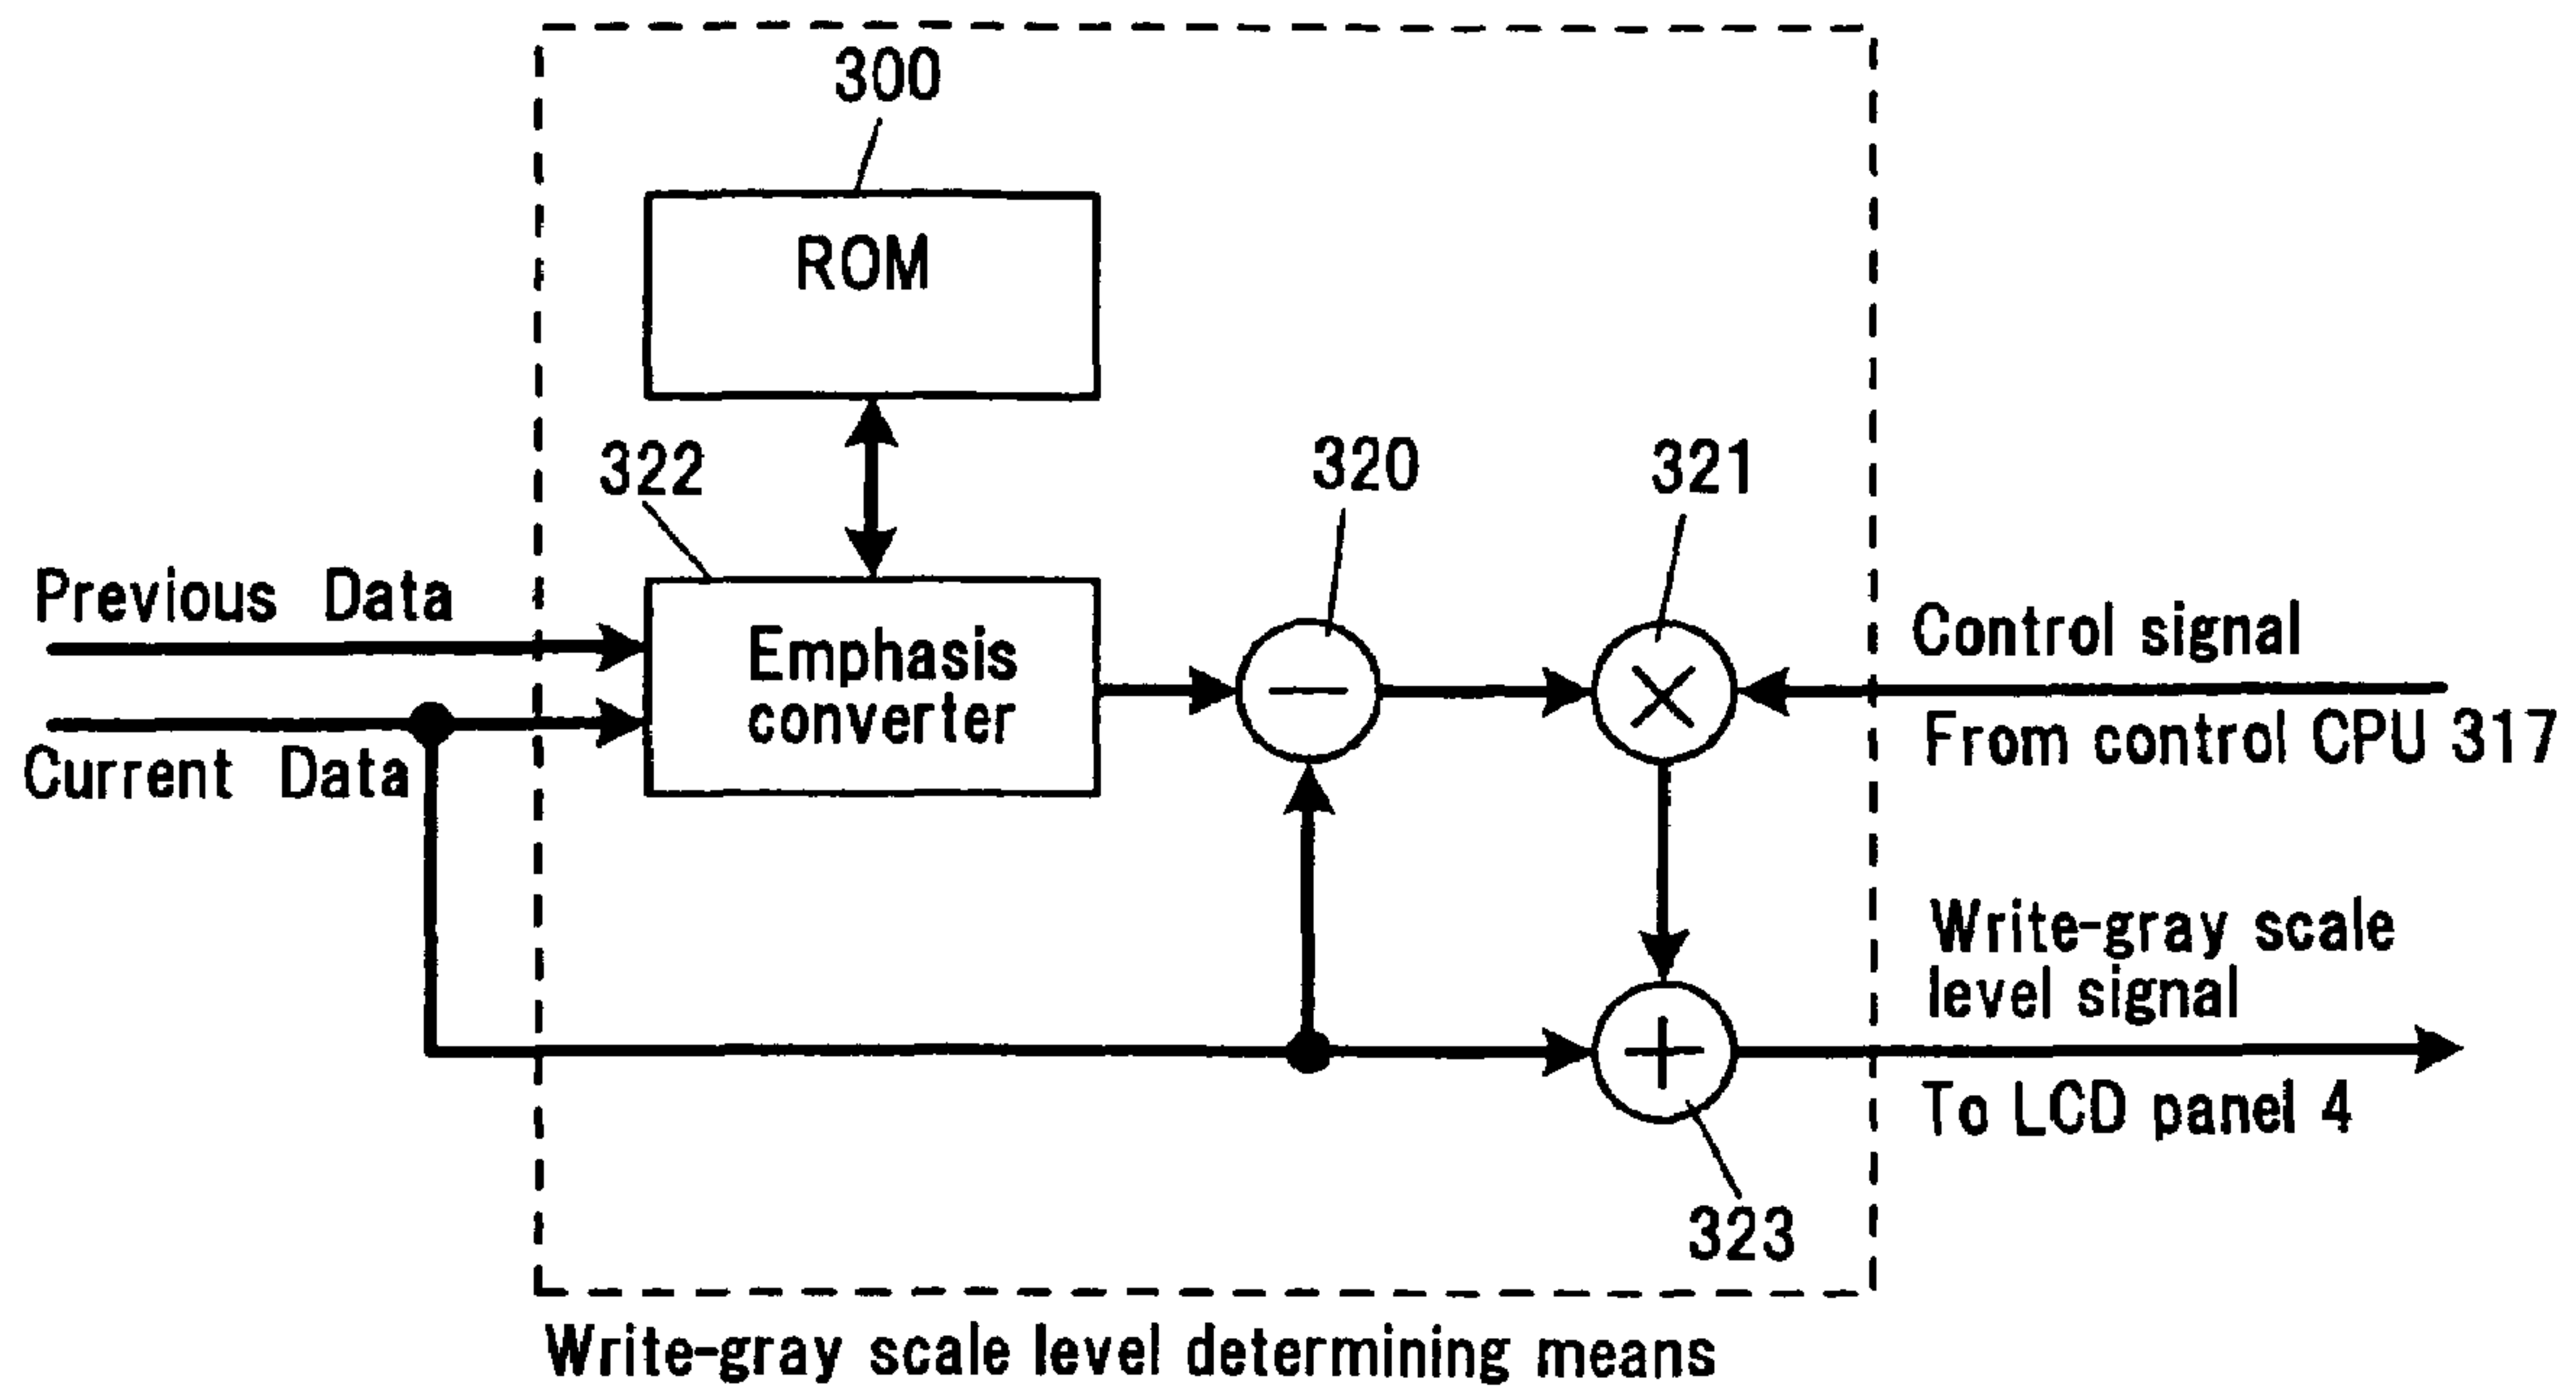 300
ROM
322
320
321
Previous Data
Emphasis
converter
Current Data
Control signal
From control CPU 317
Write-gray scale
level signal
To LCD panel 4
323
Write-gray scale level determining means